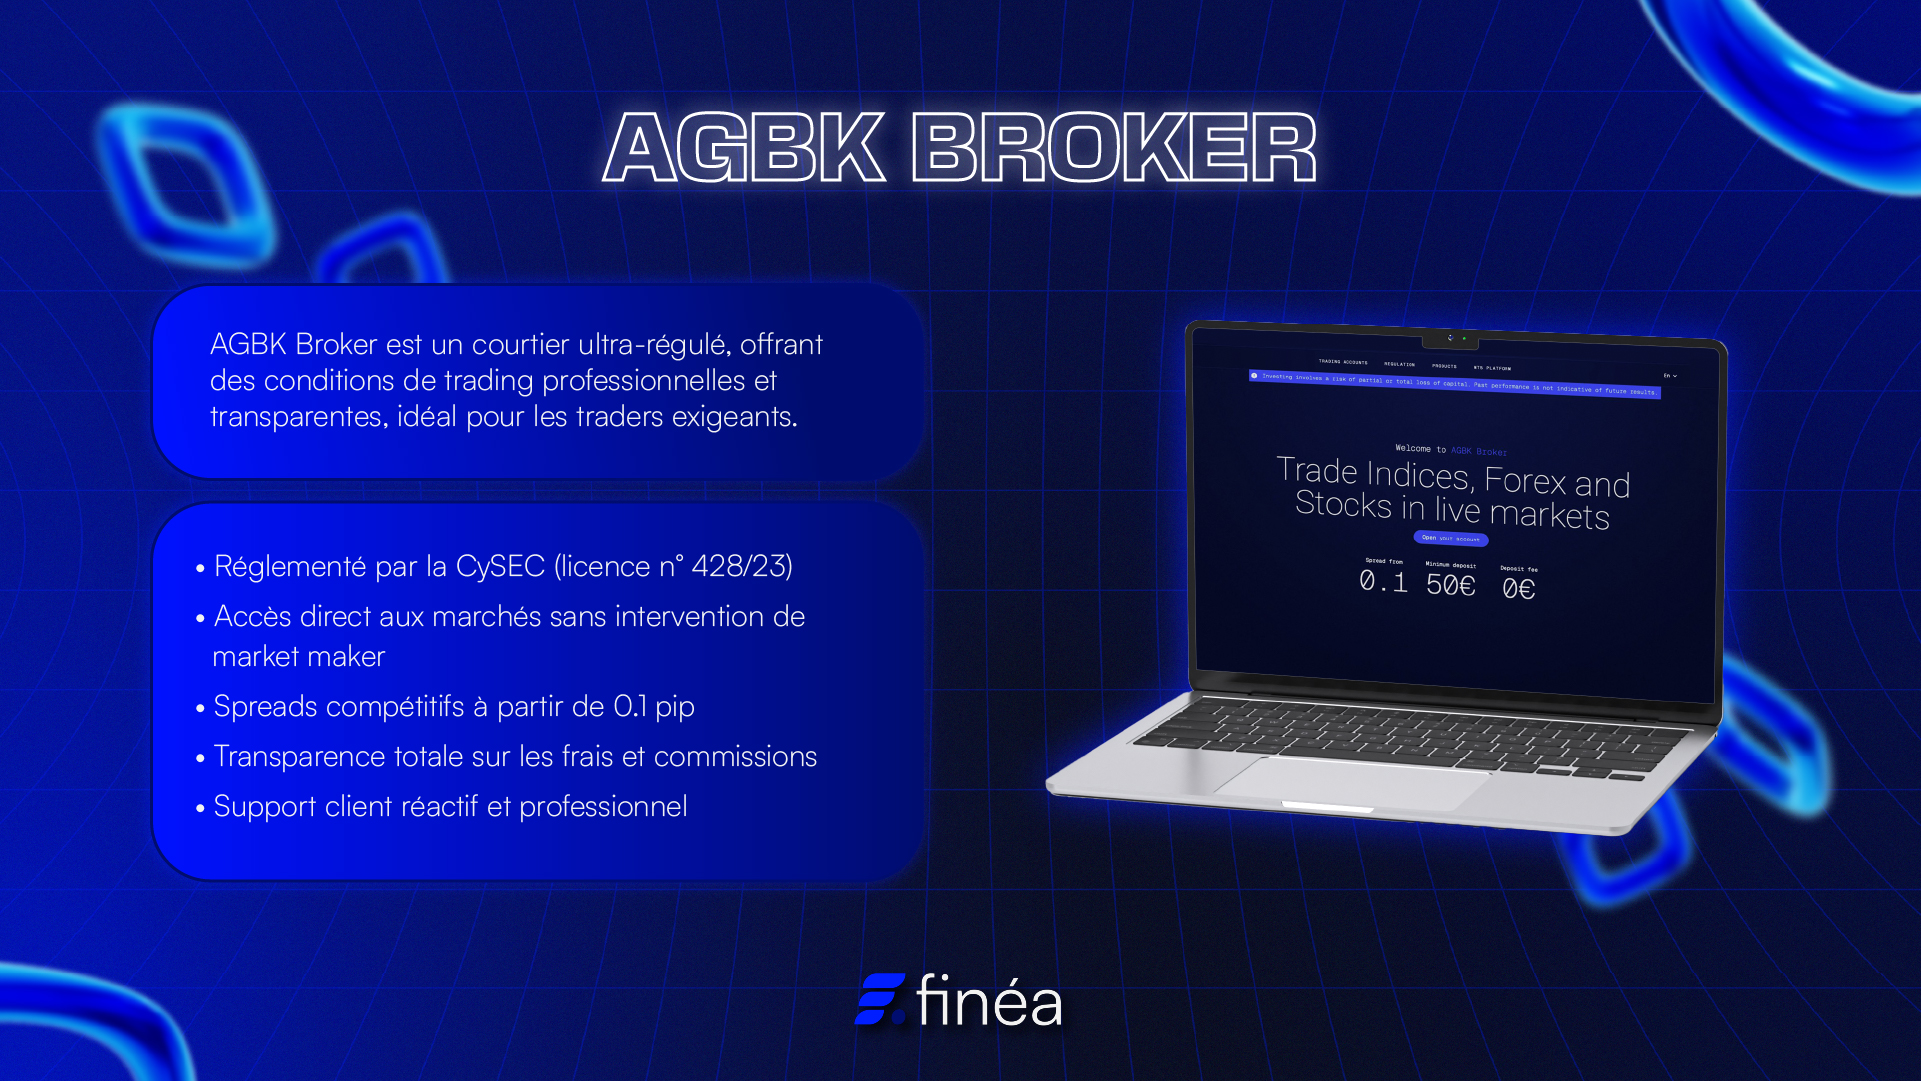 AGBK BROKER
AGBK Broker est un courtier ultra-régulé, offrant
des conditions de trading professionnelles et
transparentes, idéal pour les traders exigeants.
• Réglementé par la CySEC (licence n° 428/23)
• Accès direct aux marchés sans intervention de
market maker
• Spreads compétitifs à partir de 0.1 pip
• Transparence totale sur les frais et commissions
• Support client réactif et professionnel
TRADING ACCOUNTS REGULATION PRODUCTS WTS PLATFORM En
Investing involves a risk of partial or total loss of capital. Past performance is not indicative of future results.
Welcome to AGBK Broker
Trade Indices, Forex and
Stocks in live markets
Open your account
Spread from Minimum deposit Deposit fee
0.1 50€ 0€
finéa